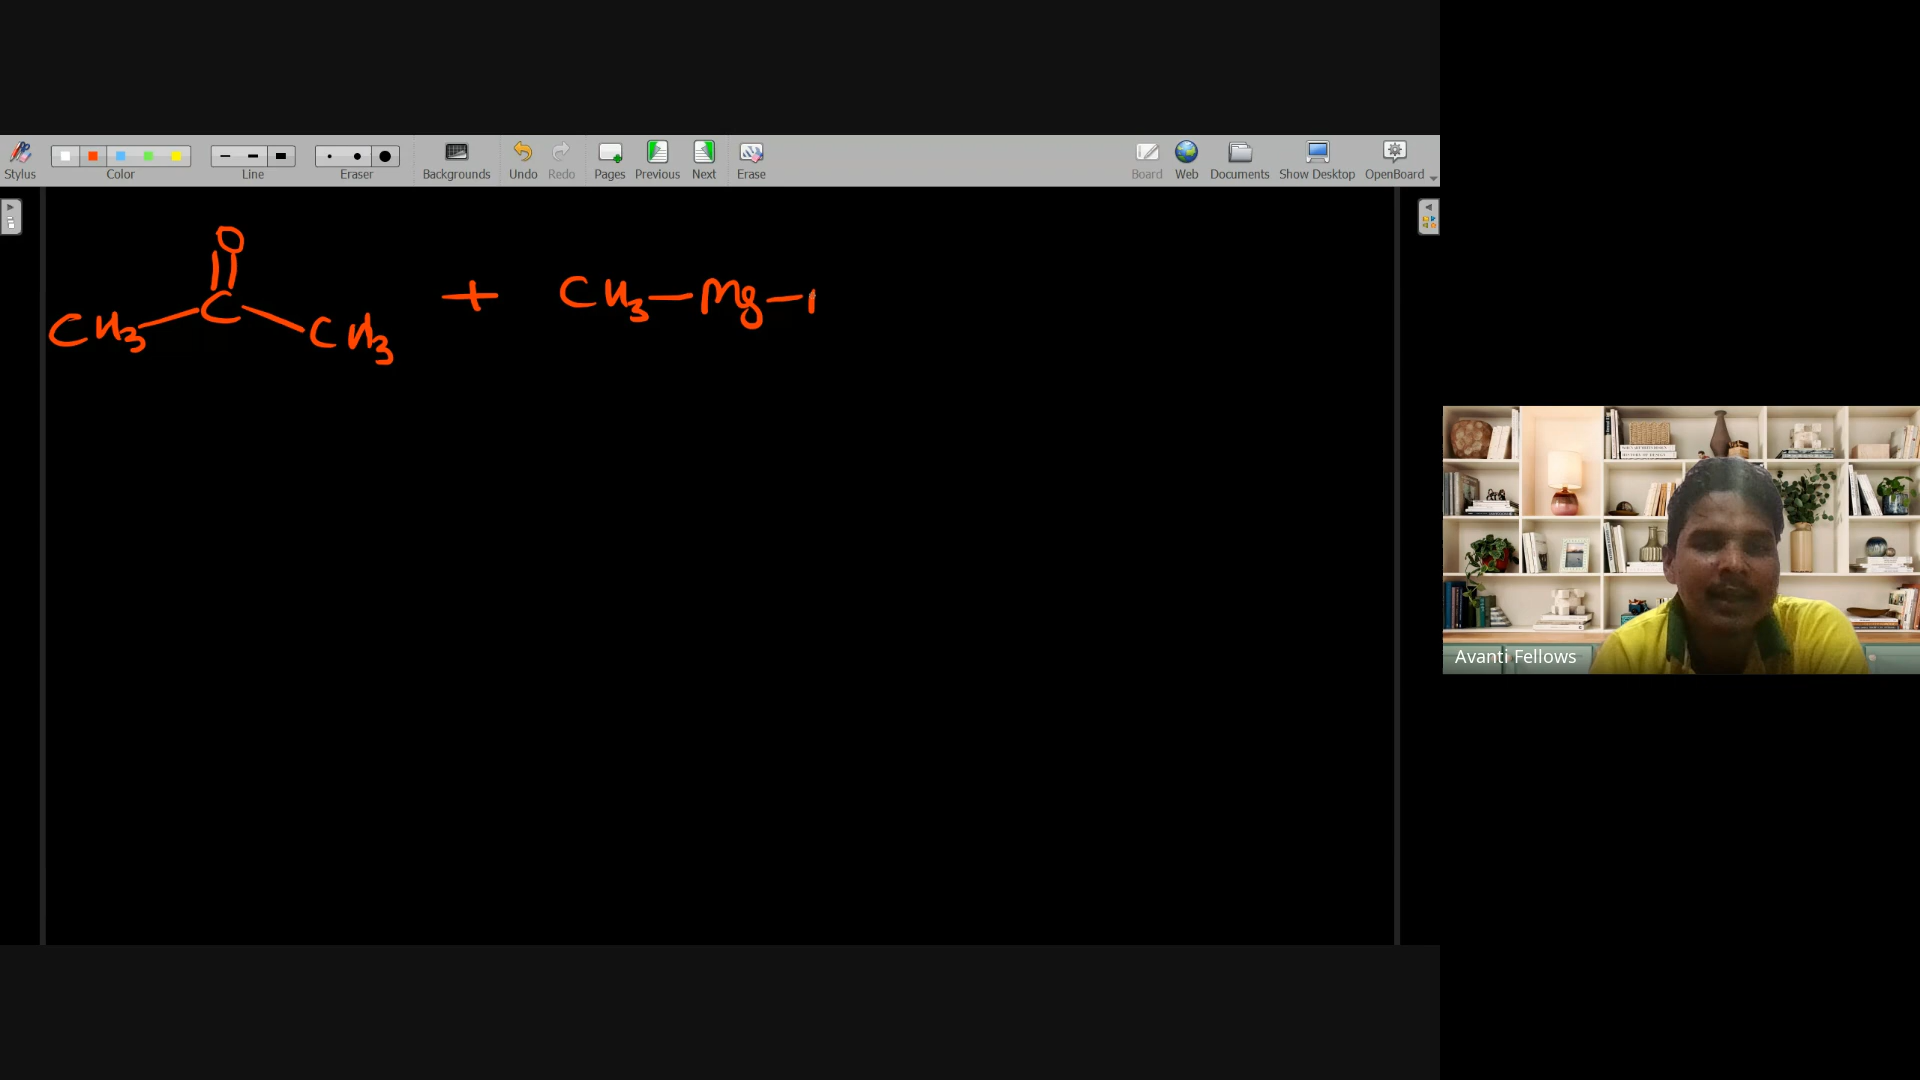 Stylus Color Line Eraser Backgrounds Undo Redo Pages Previous Next Erase Board Web Documents Show Desktop OpenBoard
O
CH3 C CH3 + CH3-Mg-
Avanti Fellows